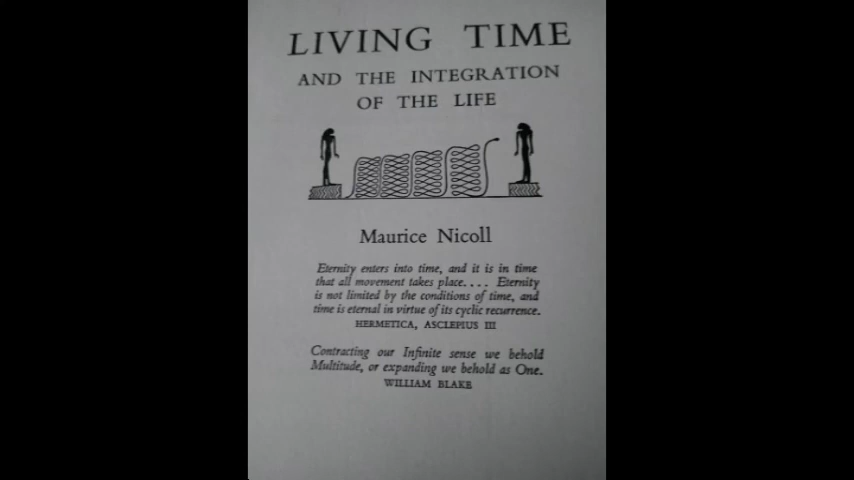 LIVING TIME
AND THE INTEGRATION
OF THE LIFE
Maurice Nicoll
Eternity enters into time, and it is in time
that all movement takes place.... Eternity
is not limited by the conditions of time, and
time is eternal in virtue of its cyclic recurrence.
HERMETICA, ASCLEPIUS III
Contracting our Infinite sense we behold
Multitude, or expanding we behold as One.
WILLIAM BLAKE